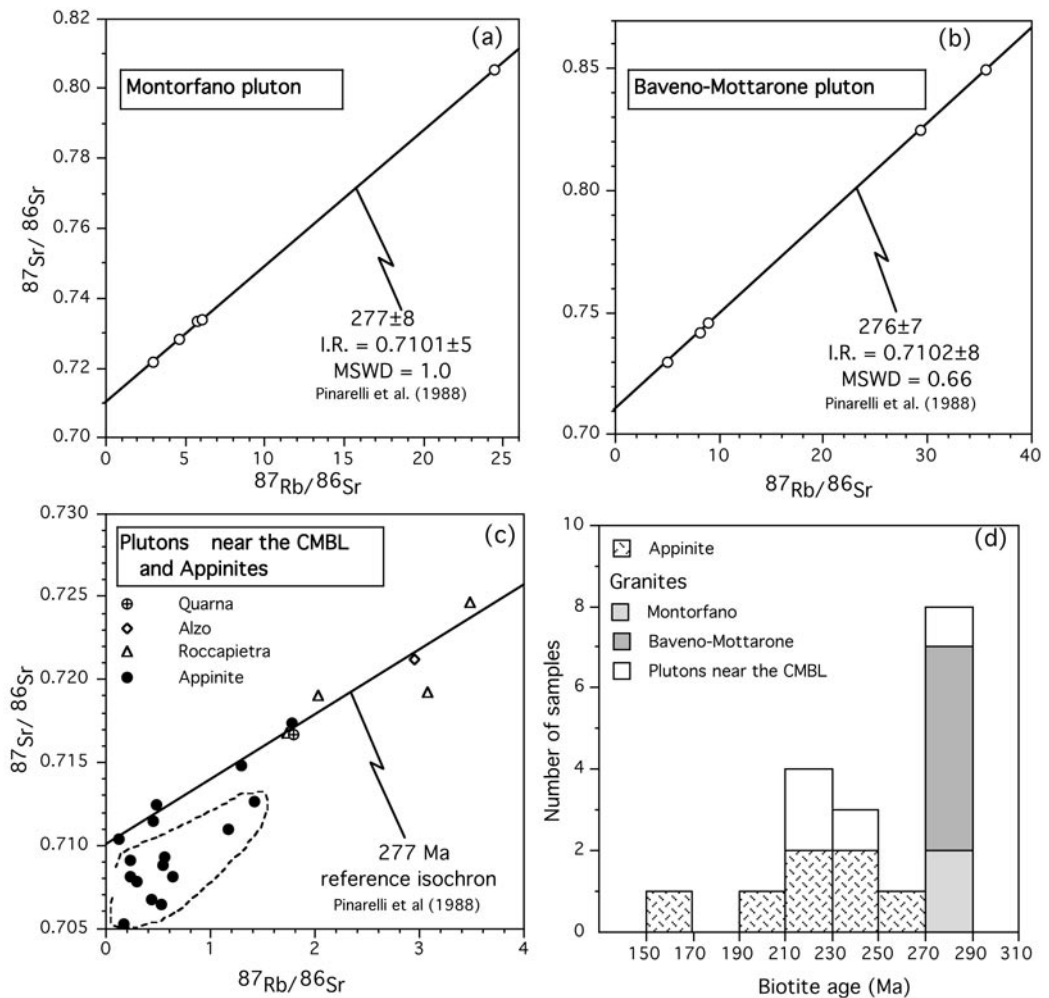 (a)
Montorfano pluton
0.82
0.80
0.78
0.76
0.74
0.72
0.70
87Sr/ 86Sr
277±8
I.R. = 0.7101±5
MSWD = 1.0
Pinarelli et al. (1988)
0 5 10 15 20 25
87Rb/86Sr
(b)
Baveno-Mottarone pluton
0.85
0.80
0.75
0.70
276±7
I.R. = 0.7102±8
MSWD = 0.66
Pinarelli et al. (1988)
0 10 20 30 40
87Rb/86Sr
(c)
Plutons near the CMBL
and Appinites
Quarna
Alzo
Roccapietra
Appinite
0.730
0.725
0.720
0.715
0.710
0.705
87Sr/ 86Sr
277 Ma
reference isochron
Pinarelli et al (1988)
0 1 2 3 4
87Rb/86Sr
(d)
Appinite
Granites
Montorfano
Baveno-Mottarone
Plutons near the CMBL
10
8
6
4
2
0
Number of samples
150 170 190 210 230 250 270 290 310
Biotite age (Ma)